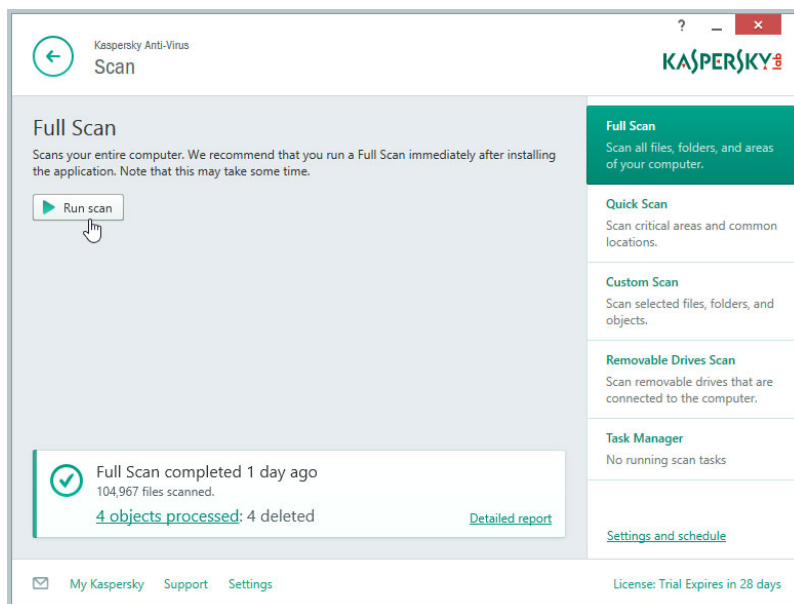 ?
Kaspersky Anti-Virus
Scan
KASPERSKY lab
Full Scan
Scans your entire computer. We recommend that you run a Full Scan immediately after installing
the application. Note that this may take some time.
Run scan
Full Scan completed 1 day ago
104,967 files scanned.
4 objects processed: 4 deleted
Detailed report
Full Scan
Scan all files, folders, and areas
of your computer.
Quick Scan
Scan critical areas and common
locations.
Custom Scan
Scan selected files, folders, and
objects.
Removable Drives Scan
Scan removable drives that are
connected to the computer.
Task Manager
No running scan tasks
Settings and schedule
My Kaspersky
Support
Settings
License: Trial Expires in 28 days